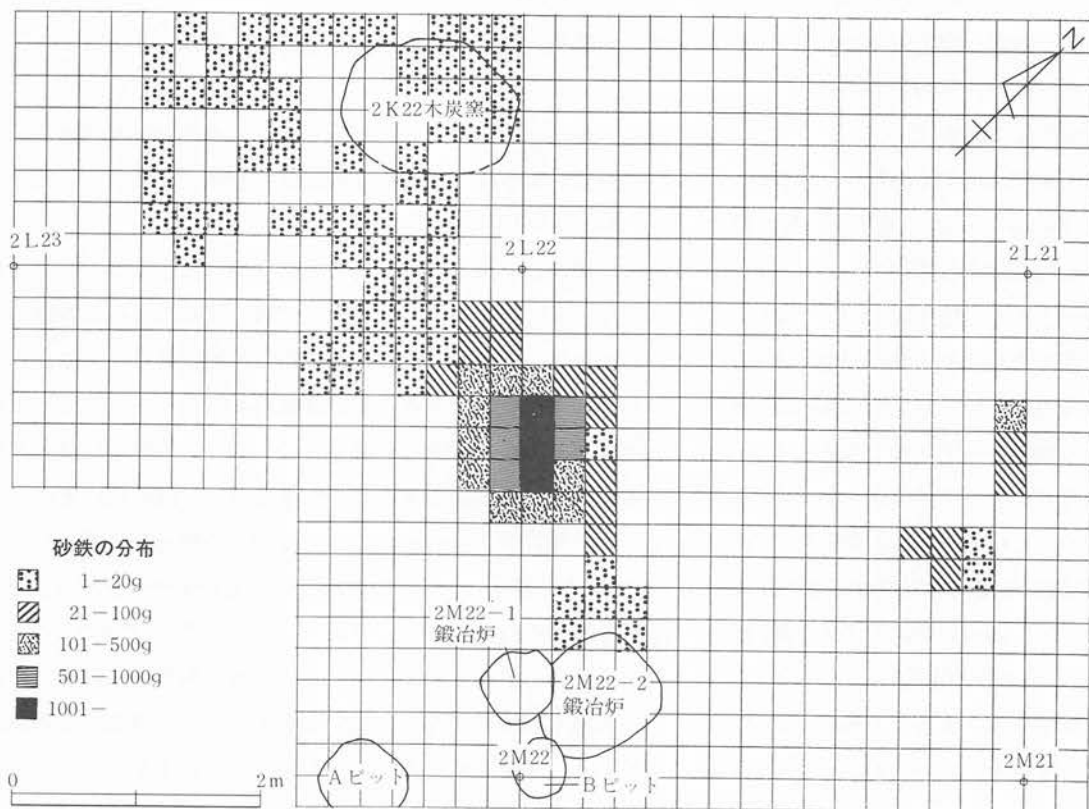 N
2K22木炭窯
2L23
2L22
2L21
砂鉄の分布
1-20g
21-100g
101-500g
501-1000g
1001-
2M22-1
鍛冶炉
2M22-2
鍛冶炉
2M22
2M21
Aピット
Bピット
0
2m